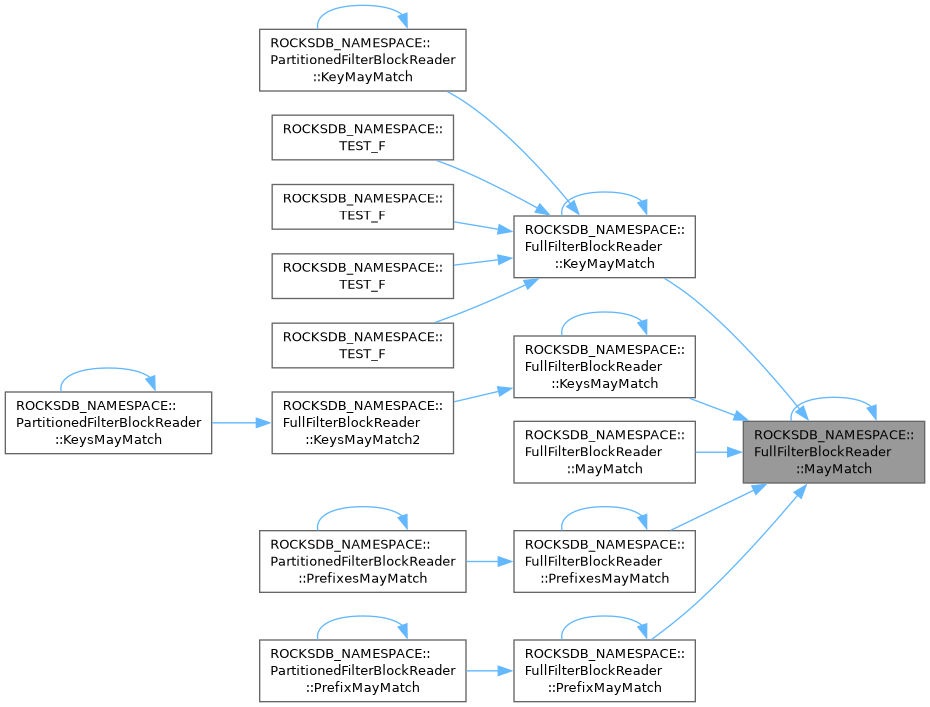 ROCKSDB_NAMESPACE::
PartitionedFilterBlockReader
::KeyMayMatch
ROCKSDB_NAMESPACE::
TEST_F
ROCKSDB_NAMESPACE::
TEST_F
ROCKSDB_NAMESPACE::
TEST_F
ROCKSDB_NAMESPACE::
TEST_F
ROCKSDB_NAMESPACE::
FullFilterBlockReader
::KeyMayMatch
ROCKSDB_NAMESPACE::
FullFilterBlockReader
::KeysMayMatch
ROCKSDB_NAMESPACE::
PartitionedFilterBlockReader
::KeysMayMatch
ROCKSDB_NAMESPACE::
FullFilterBlockReader
::KeysMayMatch2
ROCKSDB_NAMESPACE::
FullFilterBlockReader
::MayMatch
ROCKSDB_NAMESPACE::
FullFilterBlockReader
::MayMatch
ROCKSDB_NAMESPACE::
PartitionedFilterBlockReader
::PrefixesMayMatch
ROCKSDB_NAMESPACE::
FullFilterBlockReader
::PrefixesMayMatch
ROCKSDB_NAMESPACE::
PartitionedFilterBlockReader
::PrefixMayMatch
ROCKSDB_NAMESPACE::
FullFilterBlockReader
::PrefixMayMatch